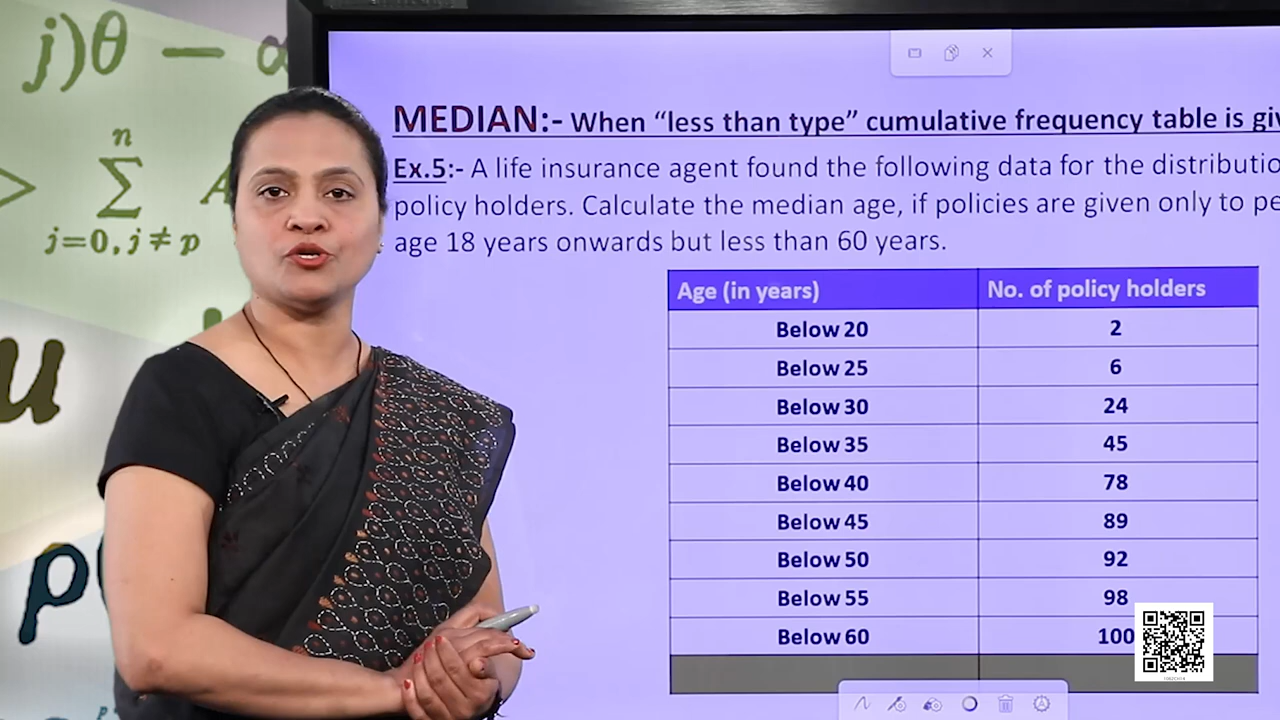 j)θ − α
n
> ∑ A
j=0, j ≠ p
u
p(
MEDIAN:- When “less than type” cumulative frequency table is giv
Ex.5:- A life insurance agent found the following data for the distributio
policy holders. Calculate the median age, if policies are given only to pe
age 18 years onwards but less than 60 years.
Age (in years) No. of policy holders
Below 20 2
Below 25 6
Below 30 24
Below 35 45
Below 40 78
Below 45 89
Below 50 92
Below 55 98
Below 60 100